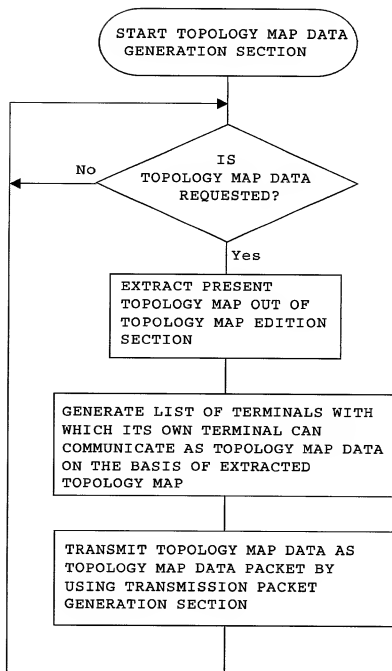 START TOPOLOGY MAP DATA
GENERATION SECTION
IS
TOPOLOGY MAP DATA
REQUESTED?
No
Yes
EXTRACT PRESENT
TOPOLOGY MAP OUT OF
TOPOLOGY MAP EDITION
SECTION
GENERATE LIST OF TERMINALS WITH
WHICH ITS OWN TERMINAL CAN
COMMUNICATE AS TOPOLOGY MAP DATA
ON THE BASIS OF EXTRACTED
TOPOLOGY MAP
TRANSMIT TOPOLOGY MAP DATA AS
TOPOLOGY MAP DATA PACKET BY
USING TRANSMISSION PACKET
GENERATION SECTION